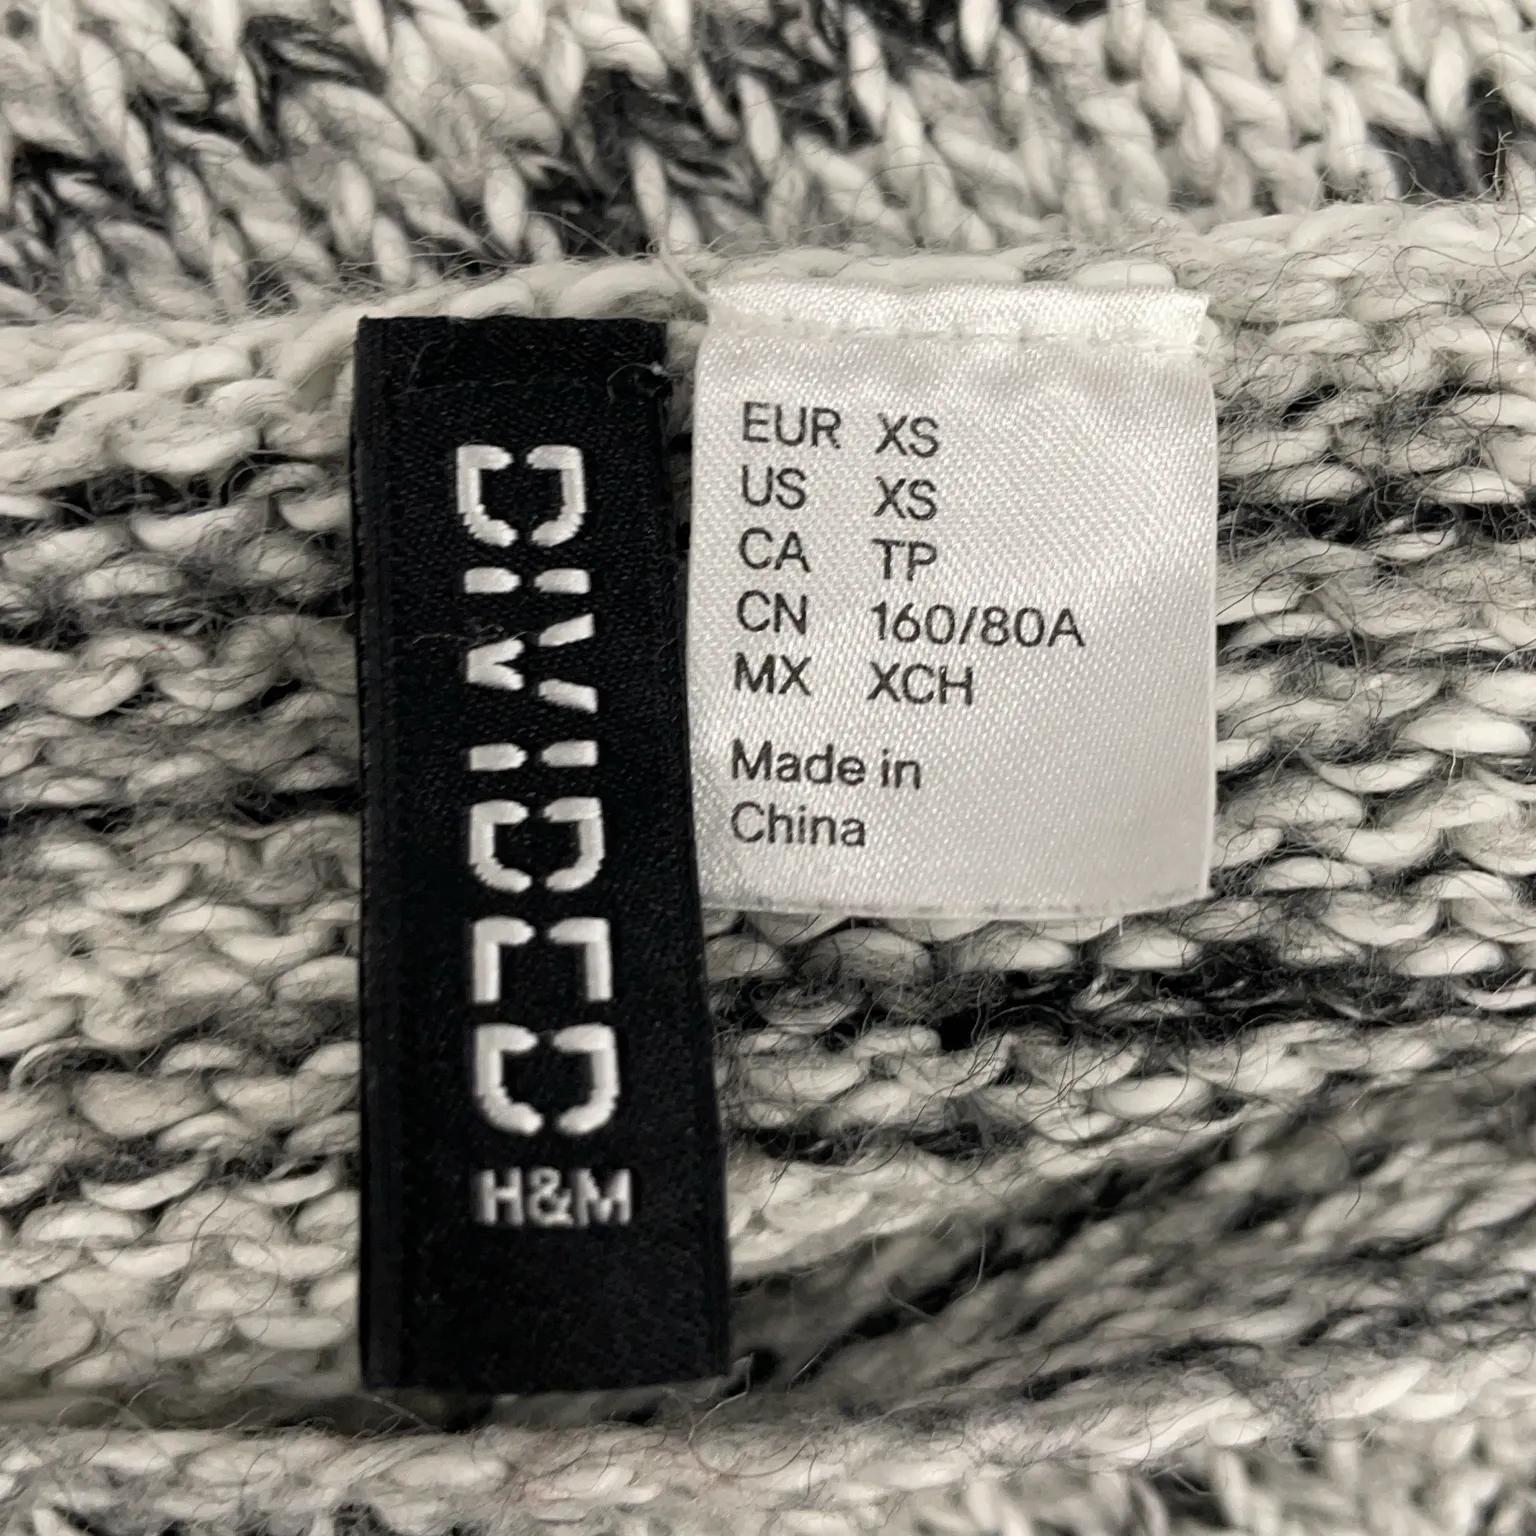 DIVIDED
H&M
EUR XS
US XS
CA TP
CN 160/80A
MX XCH
Made in
China